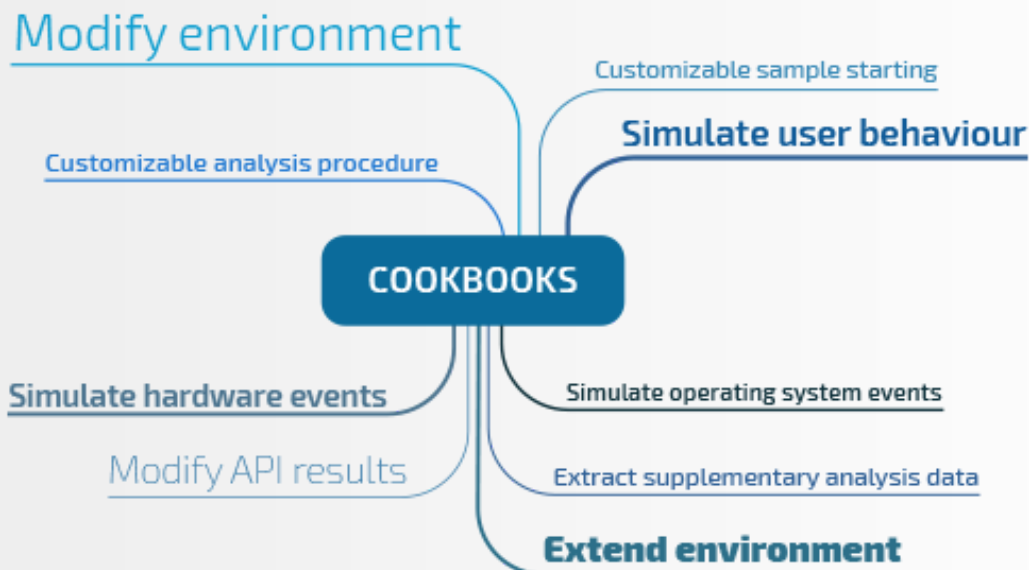 Modify environment
Customizable sample starting
Simulate user behaviour
Customizable analysis procedure
COOKBOOKS
Simulate hardware events
Simulate operating system events
Modify API results
Extract supplementary analysis data
Extend environment